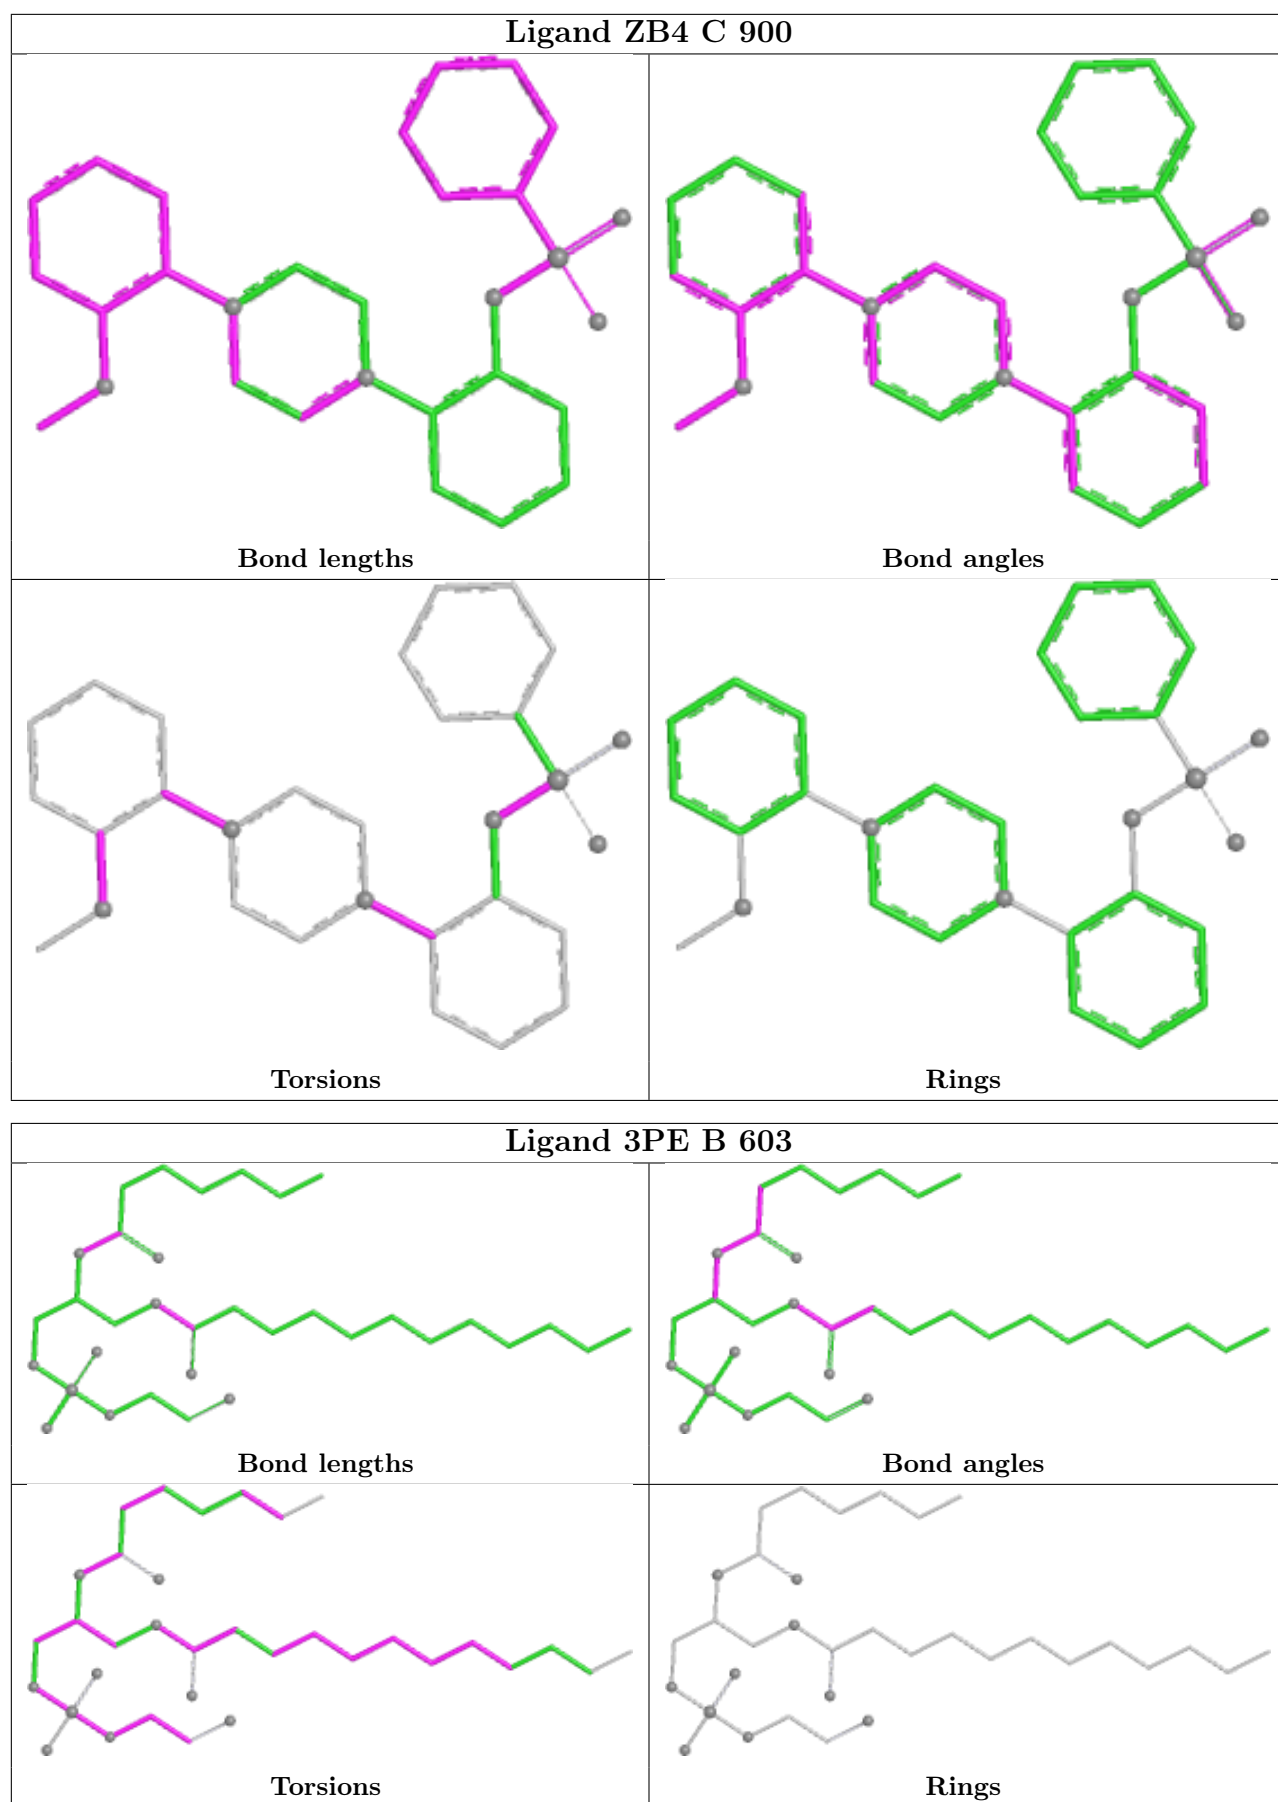 Ligand ZB4 C 900
Bond lengths
Bond angles
Torsions
Rings
Ligand 3PE B 603
Bond lengths
Bond angles
Torsions
Rings